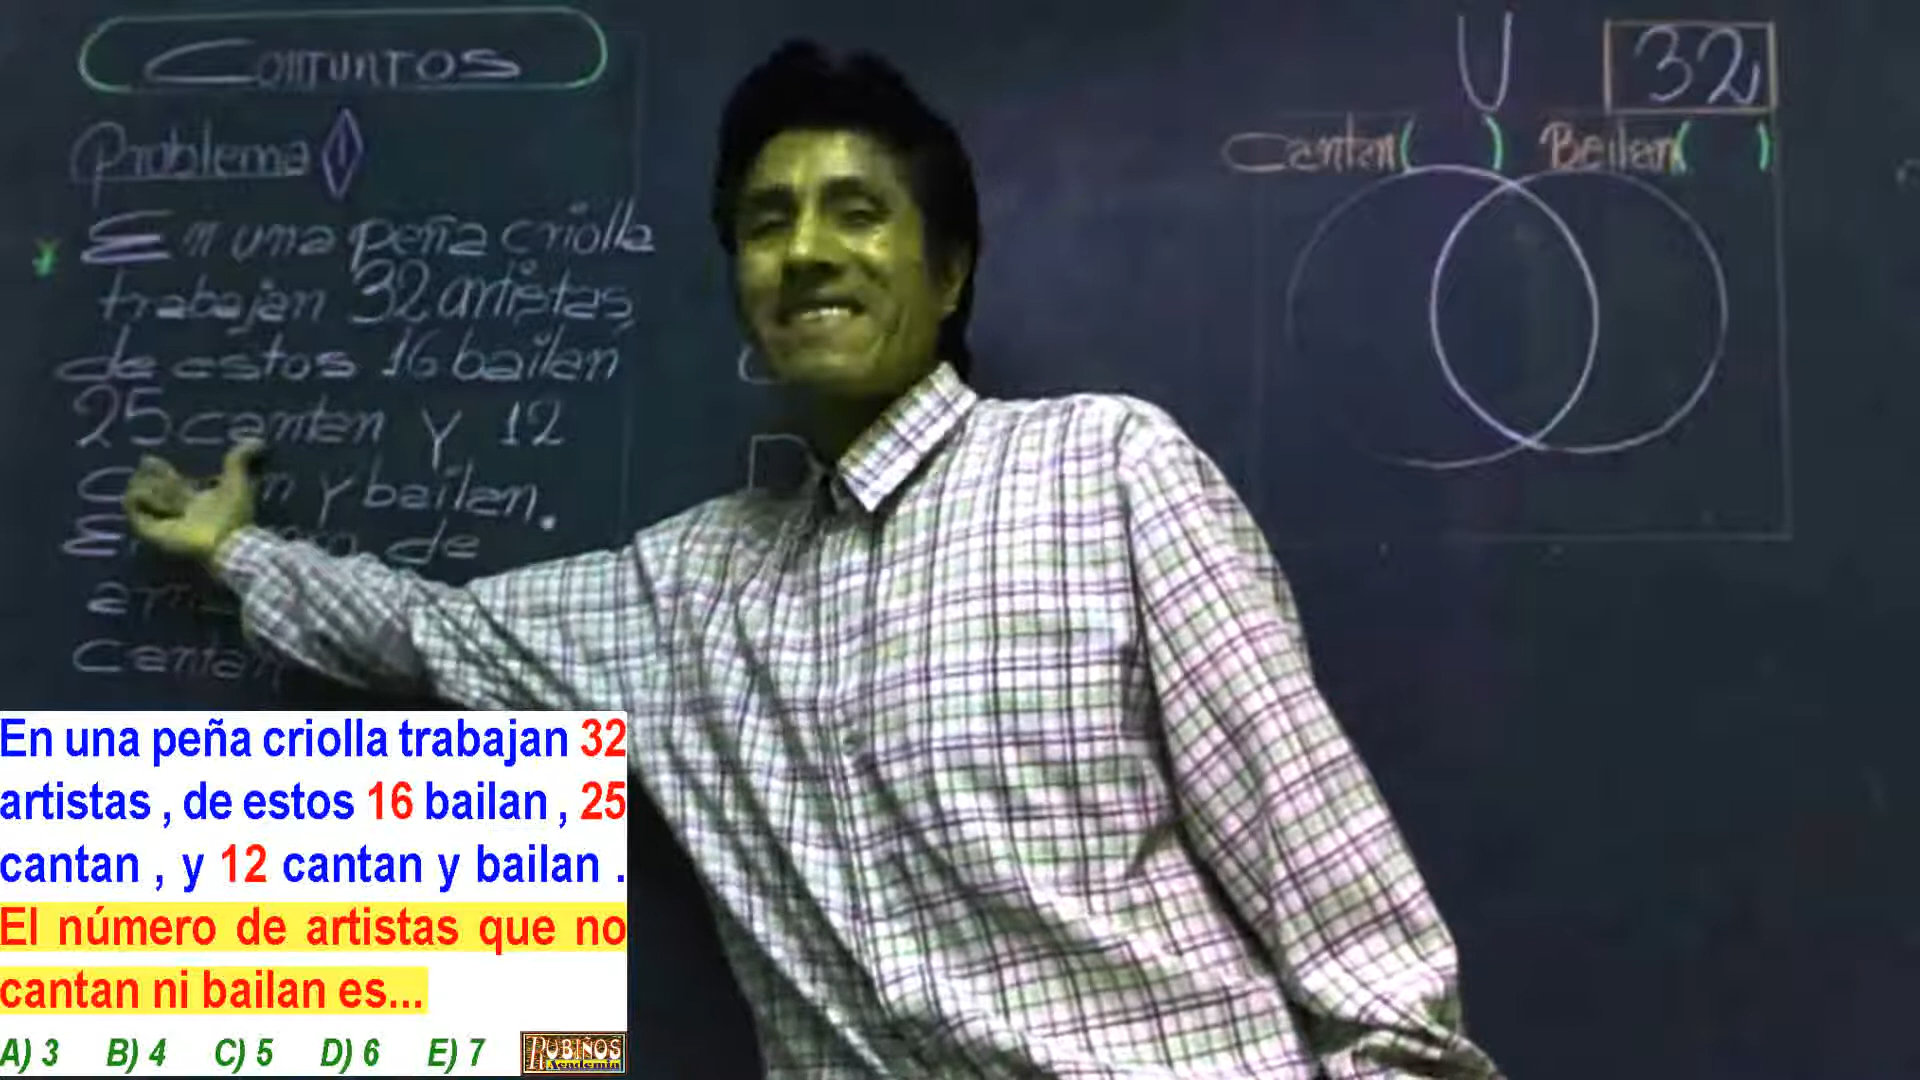 CONJUNTOS
Problema 1
* En una peña criolla
trabajan 32 artistas,
de estos 16 bailan
25 cantan y 12
y bailan.
de
cantan
U 32
Cantan( ) Bailan( )
En una peña criolla trabajan 32
artistas , de estos 16 bailan , 25
cantan , y 12 cantan y bailan .
El número de artistas que no
cantan ni bailan es...
A) 3 B) 4 C) 5 D) 6 E) 7
RUBIÑOS